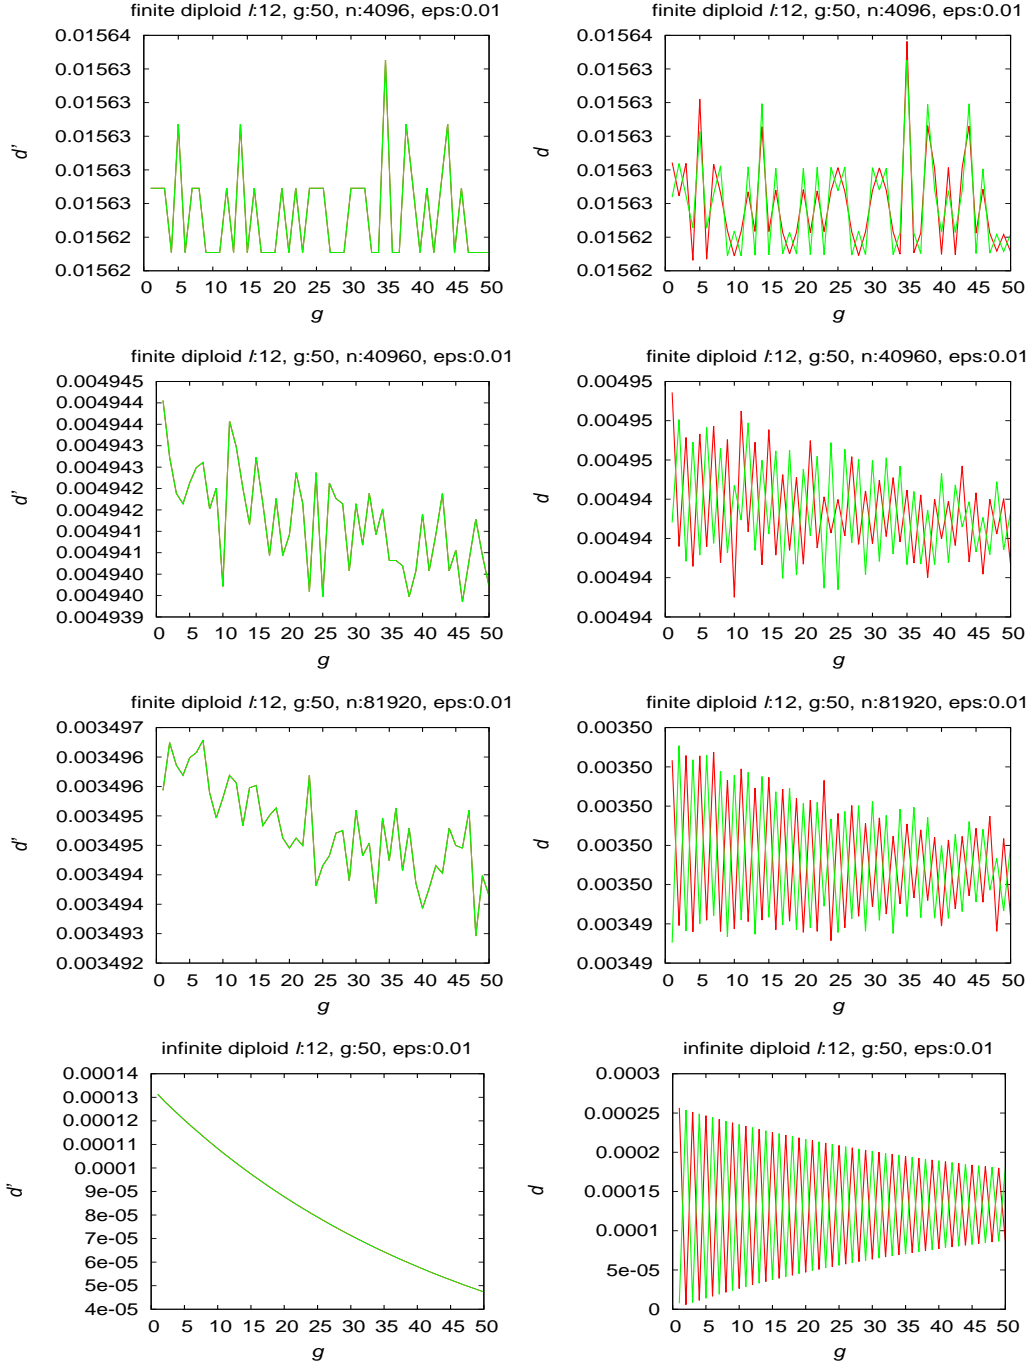 finite diploid l:12, g:50, n:4096, eps:0.01
0.01564
0.01563
0.01563
0.01563
0.01563
0.01563
0.01562
0.01562
d'
0 5 10 15 20 25 30 35 40 45 50
g
finite diploid l:12, g:50, n:4096, eps:0.01
0.01564
0.01563
0.01563
0.01563
0.01563
0.01563
0.01562
0.01562
d
0 5 10 15 20 25 30 35 40 45 50
g
finite diploid l:12, g:50, n:40960, eps:0.01
0.004945
0.004944
0.004944
0.004943
0.004943
0.004942
0.004942
0.004941
0.004941
0.004940
0.004940
0.004939
d'
0 5 10 15 20 25 30 35 40 45 50
g
finite diploid l:12, g:50, n:40960, eps:0.01
0.00495
0.00495
0.00495
0.00494
0.00494
0.00494
0.00494
d
0 5 10 15 20 25 30 35 40 45 50
g
finite diploid l:12, g:50, n:81920, eps:0.01
0.003497
0.003496
0.003496
0.003495
0.003495
0.003494
0.003494
0.003493
0.003492
d'
0 5 10 15 20 25 30 35 40 45 50
g
finite diploid l:12, g:50, n:81920, eps:0.01
0.00350
0.00350
0.00350
0.00350
0.00350
0.00349
0.00349
d
0 5 10 15 20 25 30 35 40 45 50
g
infinite diploid l:12, g:50, eps:0.01
0.00014
0.00013
0.00012
0.00011
0.0001
9e-05
8e-05
7e-05
6e-05
5e-05
4e-05
d'
0 5 10 15 20 25 30 35 40 45 50
g
infinite diploid l:12, g:50, eps:0.01
0.0003
0.00025
0.0002
0.00015
0.0001
5e-05
0
d
0 5 10 15 20 25 30 35 40 45 50
g